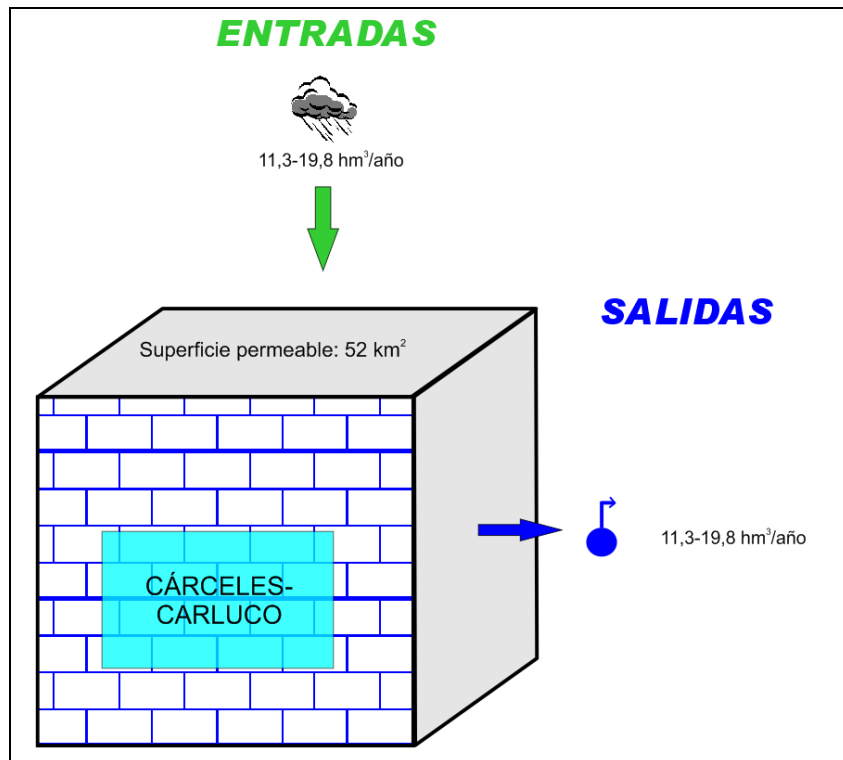 ENTRADAS
11,3-19,8 hm³/año
SALIDAS
Superficie permeable: 52 km²
11,3-19,8 hm³/año
CÁRCELES-
CARLUCO